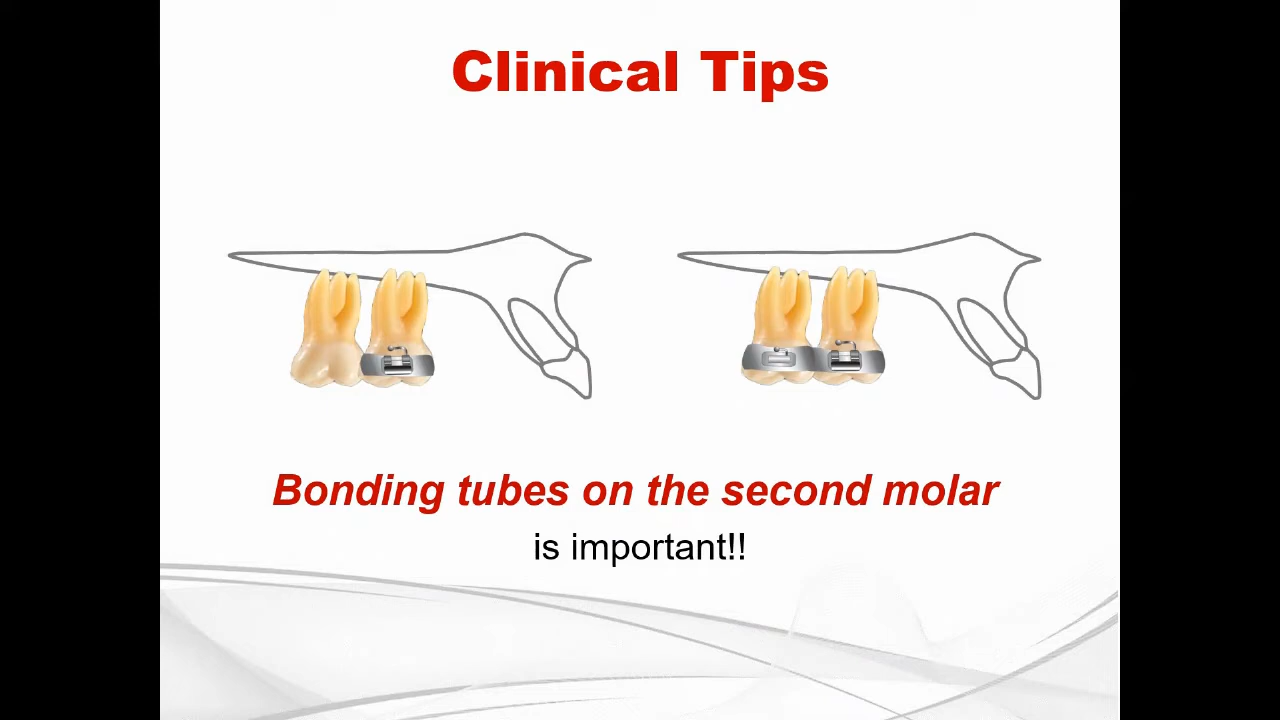 Clinical Tips
Bonding tubes on the second molar
is important!!